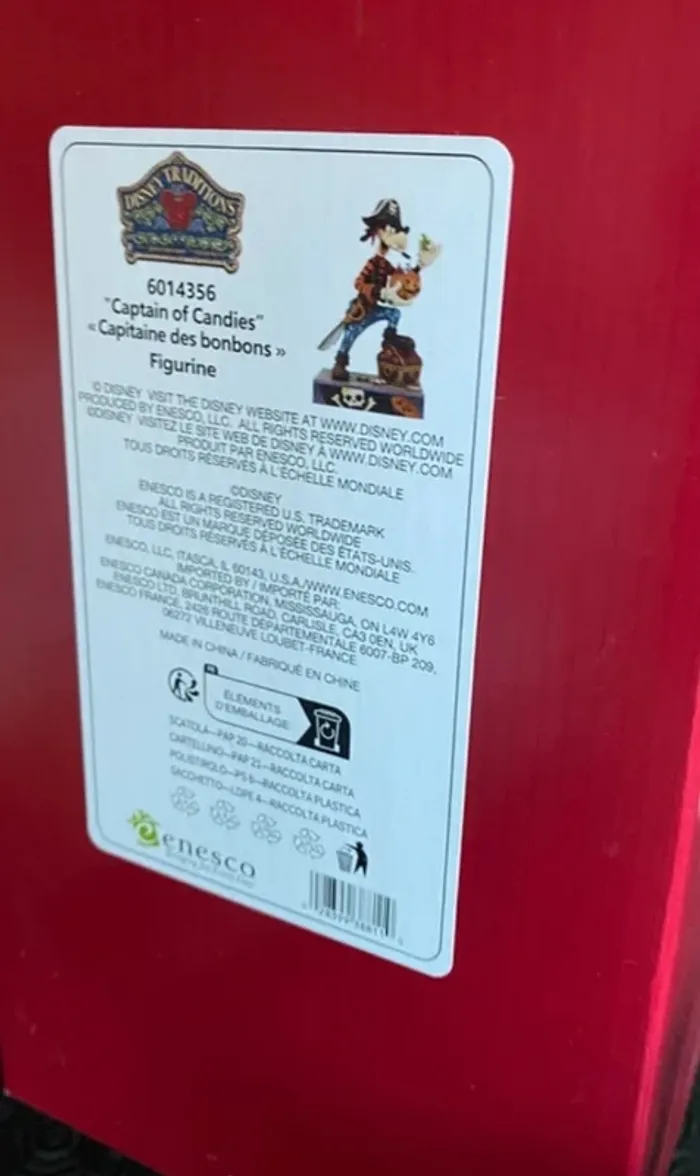 DISNEY TRADITIONS
6014356
"Captain of Candies"
« Capitaine des bonbons »
Figurine
© DISNEY VISIT THE DISNEY WEBSITE AT WWW.DISNEY.COM
PRODUCED BY ENESCO, LLC. ALL RIGHTS RESERVED WORLDWIDE
©DISNEY VISITEZ LE SITE WEB DE DISNEY À WWW.DISNEY.COM
PRODUIT PAR ENESCO, LLC.
TOUS DROITS RÉSERVÉS À L'ÉCHELLE MONDIALE
©DISNEY
ENESCO IS A REGISTERED U.S. TRADEMARK
ALL RIGHTS RESERVED WORLDWIDE
ENESCO EST UN MARQUE DÉPOSÉE DES ÉTATS-UNIS.
TOUS DROITS RÉSERVÉS À L'ÉCHELLE MONDIALE
ENESCO, LLC, ITASCA, IL 60143, U.S.A./WWW.ENESCO.COM
IMPORTED BY / IMPORTÉ PAR:
ENESCO CANADA CORPORATION, MISSISSAUGA, ON L4W 4Y6
ENESCO LTD, BRUNTHILL ROAD, CARLISLE, CA3 0EN, UK
ENESCO FRANCE, 2426 ROUTE DÉPARTEMENTALE 6007-BP 209,
06272 VILLENEUVE LOUBET-FRANCE
MADE IN CHINA / FABRIQUÉ EN CHINE
FR
ÉLÉMENTS
D'EMBALLAGE
SCATOLA—PAP 20—RACCOLTA CARTA
CARTELLINO—PAP 21—RACCOLTA CARTA
POLISTIROLO—PS 6—RACCOLTA PLASTICA
SACCHETTO—LDPE 4—RACCOLTA PLASTICA
enesco